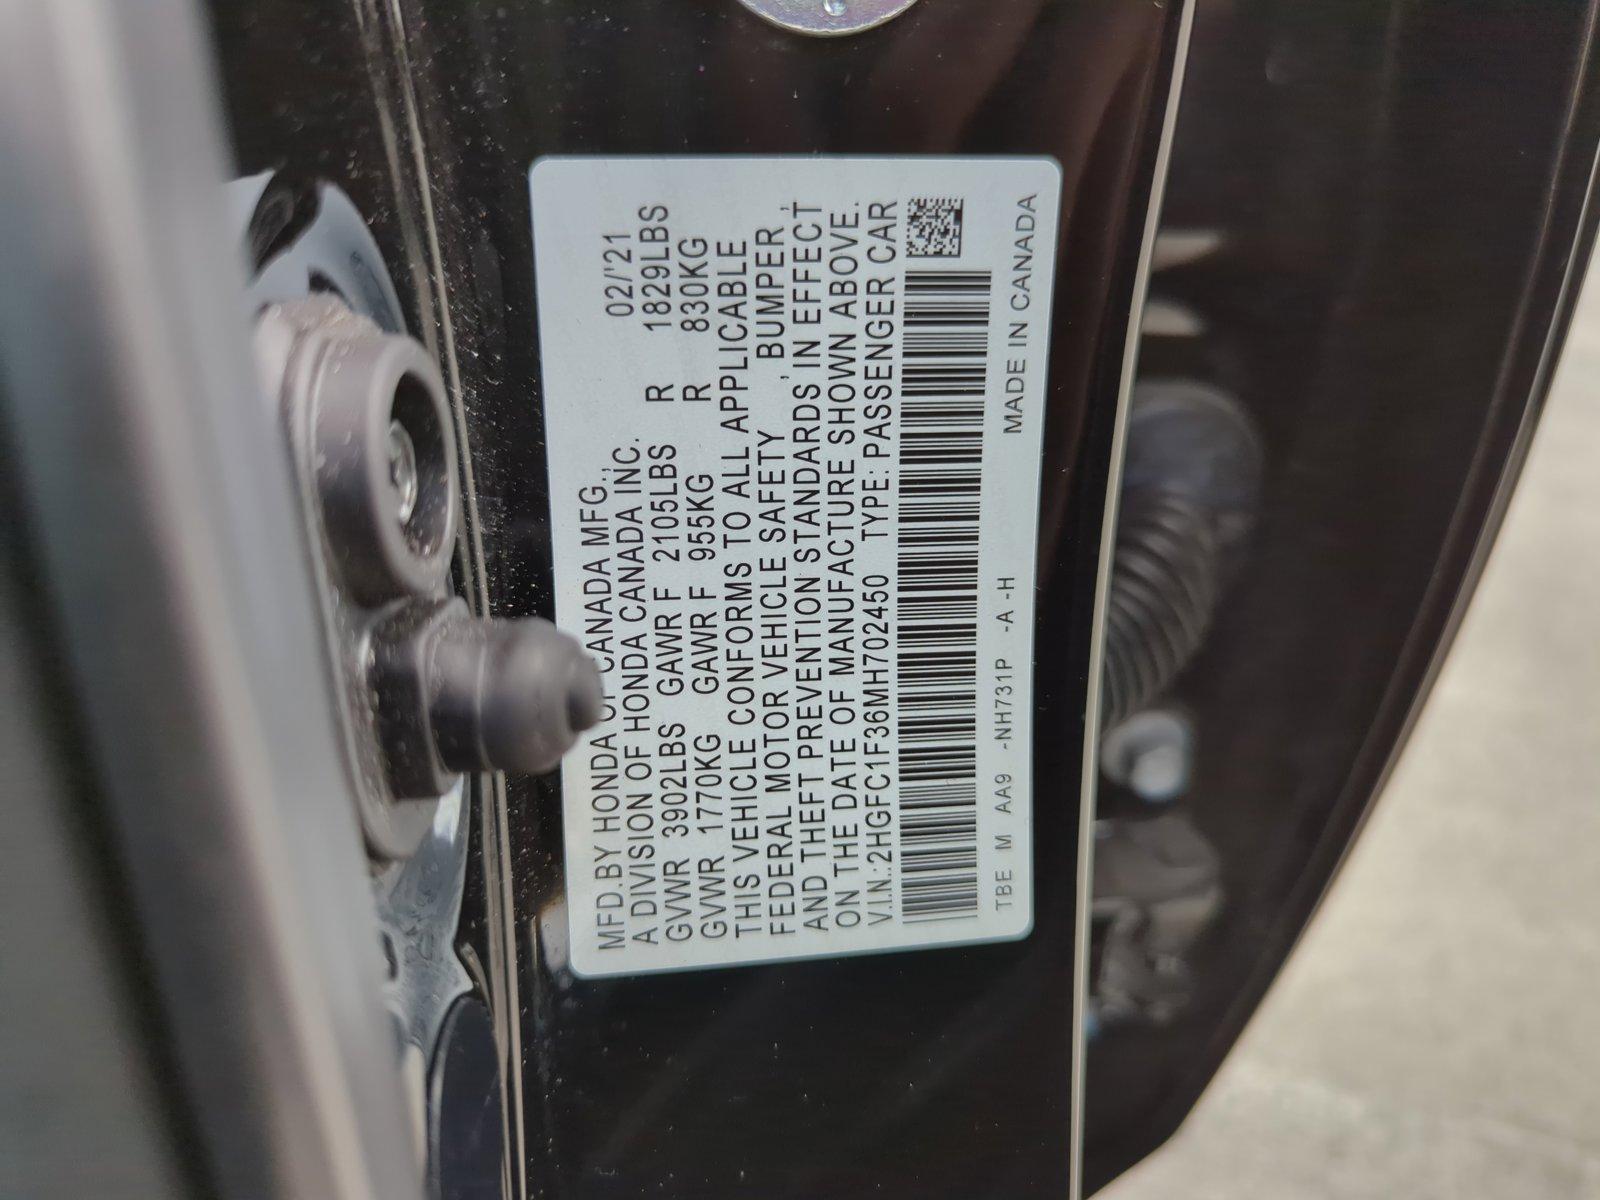 MFD.BY HONDA OF CANADA MFG.,
A DIVISION OF HONDA CANADA INC. 02/'21
GVWR 3902LBS GAWR F 2105LBS R 1829LBS
GVWR 1770KG GAWR F 955KG R 830KG
THIS VEHICLE CONFORMS TO ALL APPLICABLE
FEDERAL MOTOR VEHICLE SAFETY , BUMPER ,
AND THEFT PREVENTION STANDARDS IN EFFECT
ON THE DATE OF MANUFACTURE SHOWN ABOVE.
V.I.N.:2HGFC1F36MH702450 TYPE: PASSENGER CAR
TBE M AA9 -NH731P -A -H MADE IN CANADA